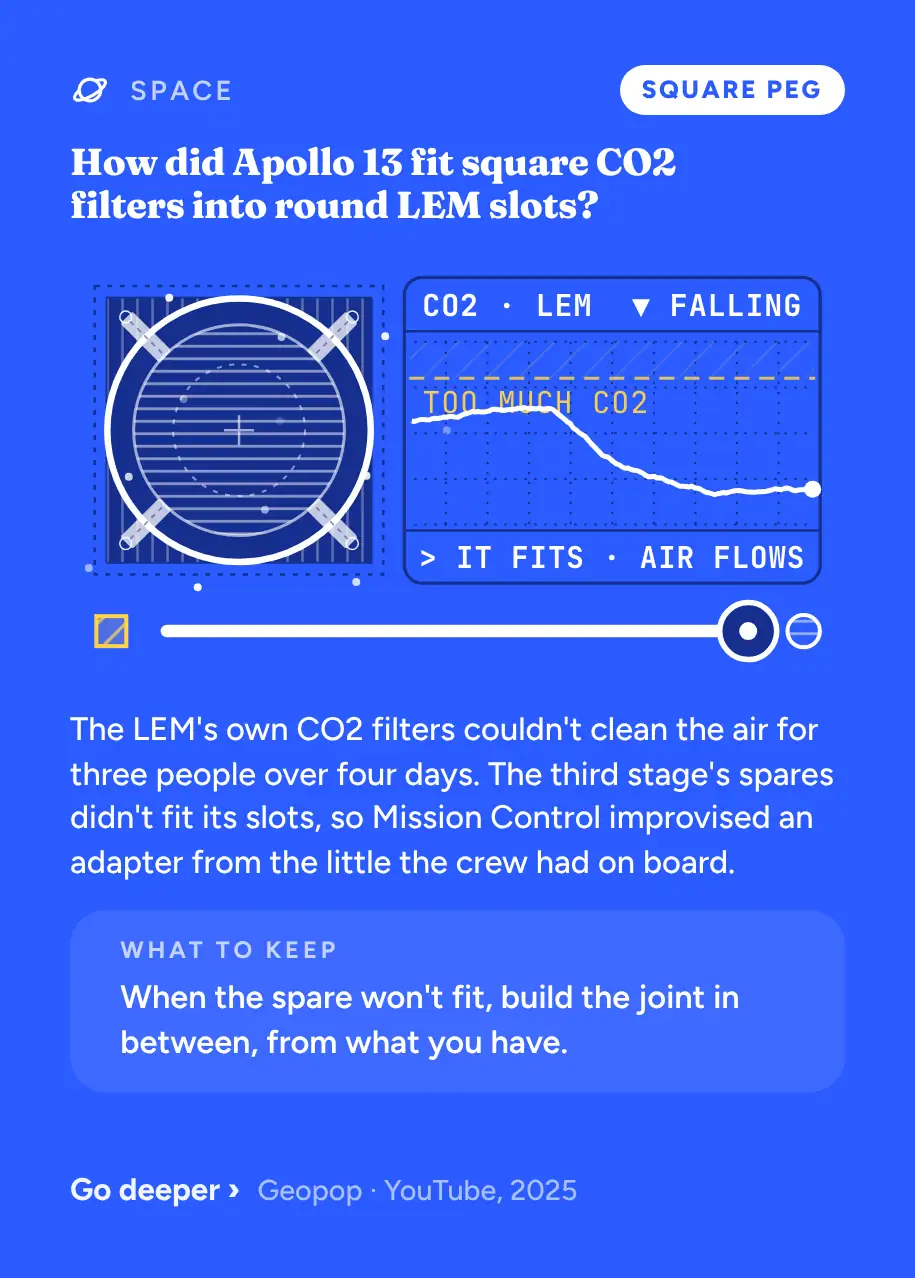 SPACE
SQUARE PEG
How did Apollo 13 fit square CO2
filters into round LEM slots?
CO2 · LEM ▼ FALLING
TOO MUCH CO2
> IT FITS · AIR FLOWS
The LEM's own CO2 filters couldn't clean the air for
three people over four days. The third stage's spares
didn't fit its slots, so Mission Control improvised an
adapter from the little the crew had on board.
WHAT TO KEEP
When the spare won't fit, build the joint in
between, from what you have.
Go deeper › Geopop · YouTube, 2025